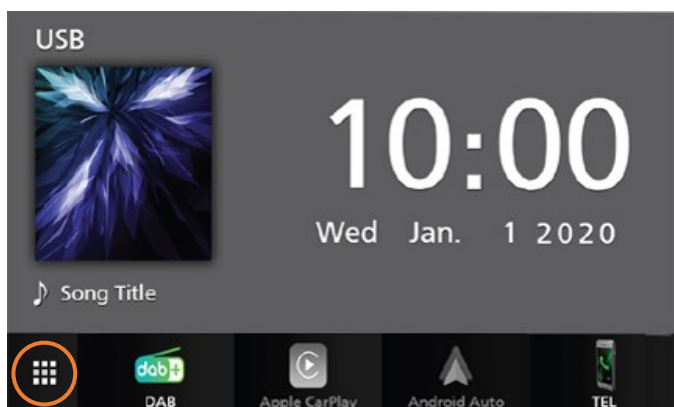 USB
10:00
Wed Jan. 1 2020
Song Title
dab+
DAB
Apple CarPlay
Android Auto
TEL